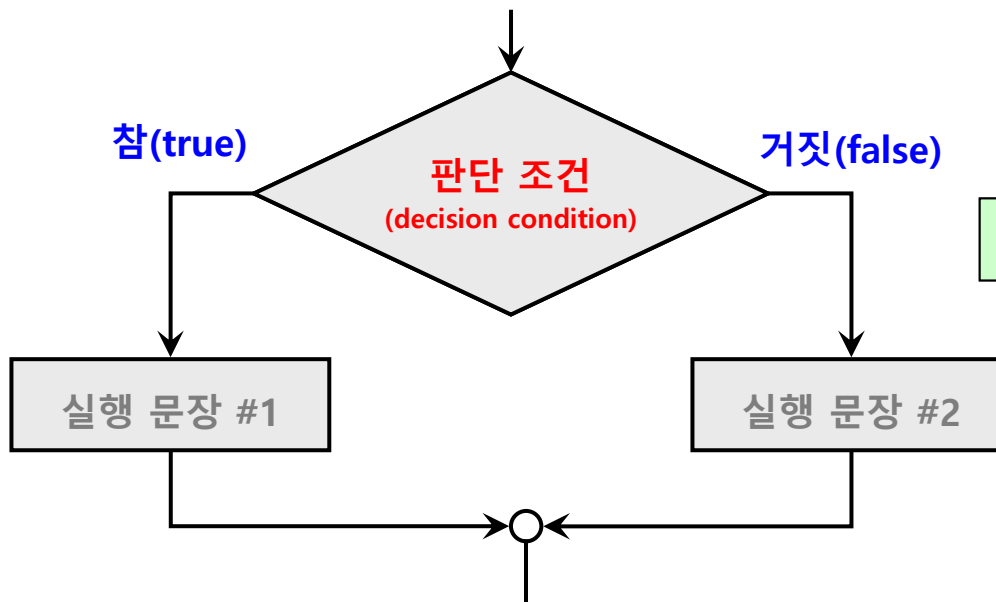 참(true)
거짓(false)
판단 조건
(decision condition)
실행 문장 #1
실행 문장 #2